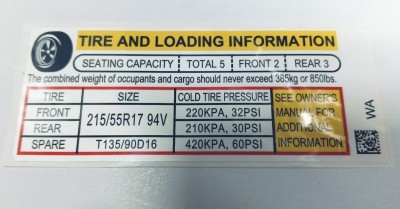 TIRE AND LOADING INFORMATION
SEATING CAPACITY TOTAL 5 FRONT 2 REAR 3
The combined weight of occupants and cargo should never exceed 385kg or 850lbs.
TIRE SIZE COLD TIRE PRESSURE SEE OWNER'S
FRONT 215/55R17 94V 220KPA, 32PSI MANUAL FOR
REAR 210KPA, 30PSI ADDITIONAL
SPARE T135/90D16 420KPA, 60PSI INFORMATION
WA